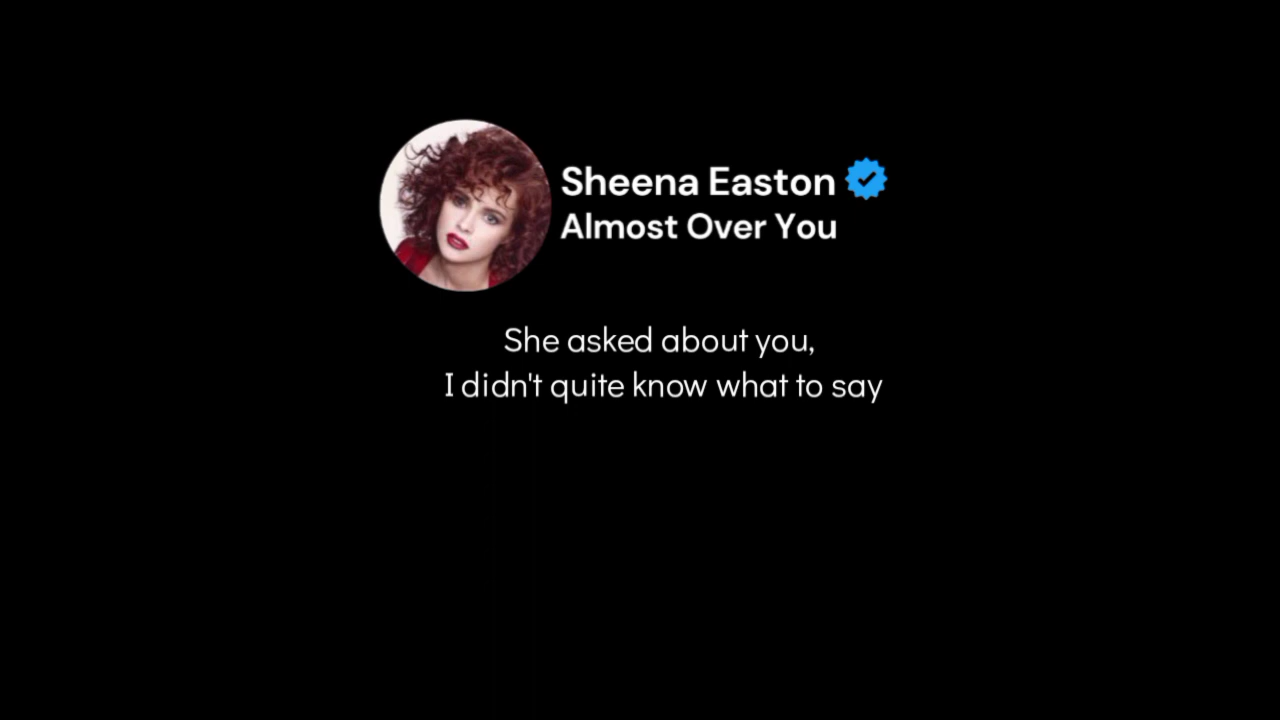 Sheena Easton
Almost Over You
She asked about you,
I didn't quite know what to say